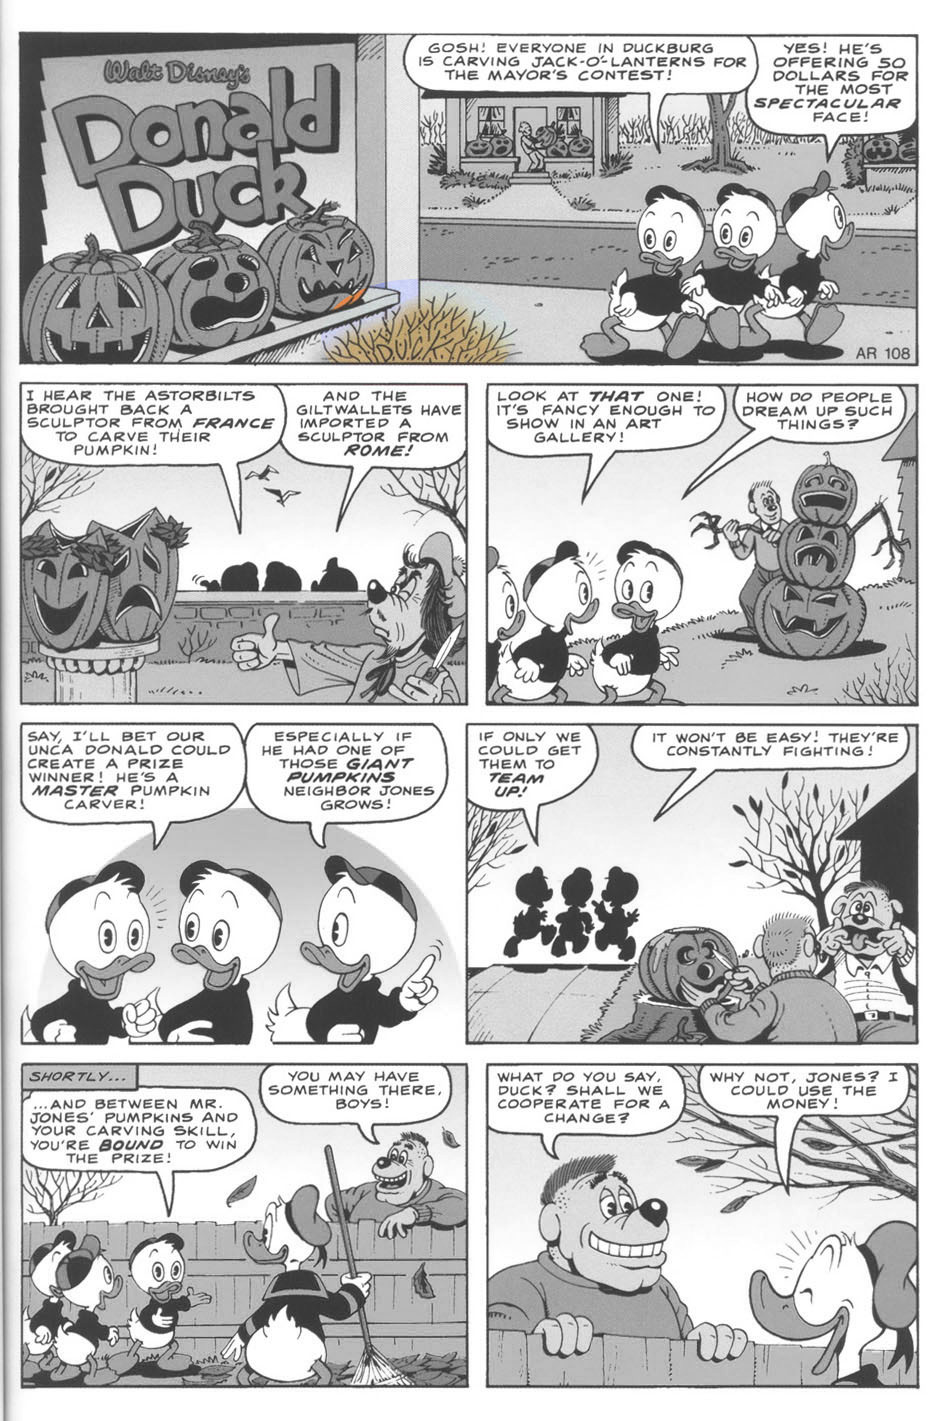 Walt Disney's
Donald
Duck
GOSH! EVERYONE IN DUCKBURG
IS CARVING JACK-O'-LANTERNS FOR
THE MAYOR'S CONTEST!
YES! HE'S
OFFERING 50
DOLLARS FOR
THE MOST
SPECTACULAR
FACE!
AR 108
I HEAR THE ASTORBILTS
BROUGHT BACK A
SCULPTOR FROM FRANCE
TO CARVE THEIR
PUMPKIN!
AND THE
GILTWALLETS HAVE
IMPORTED A
SCULPTOR FROM
ROME!
LOOK AT THAT ONE!
IT'S FANCY ENOUGH TO
SHOW IN AN ART
GALLERY!
HOW DO PEOPLE
DREAM UP SUCH
THINGS?
SAY, I'LL BET OUR
UNCA DONALD COULD
CREATE A PRIZE
WINNER! HE'S A
MASTER PUMPKIN
CARVER!
ESPECIALLY IF
HE HAD ONE OF
THOSE GIANT
PUMPKINS
NEIGHBOR JONES
GROWS!
IF ONLY WE
COULD GET
THEM TO
TEAM
UP!
IT WON'T BE EASY! THEY'RE
CONSTANTLY FIGHTING!
SHORTLY...
...AND BETWEEN MR.
JONES' PUMPKINS AND
YOUR CARVING SKILL,
YOU'RE BOUND TO WIN
THE PRIZE!
YOU MAY HAVE
SOMETHING THERE,
BOYS!
WHAT DO YOU SAY,
DUCK? SHALL WE
COOPERATE FOR A
CHANGE?
WHY NOT, JONES? I
COULD USE THE
MONEY!